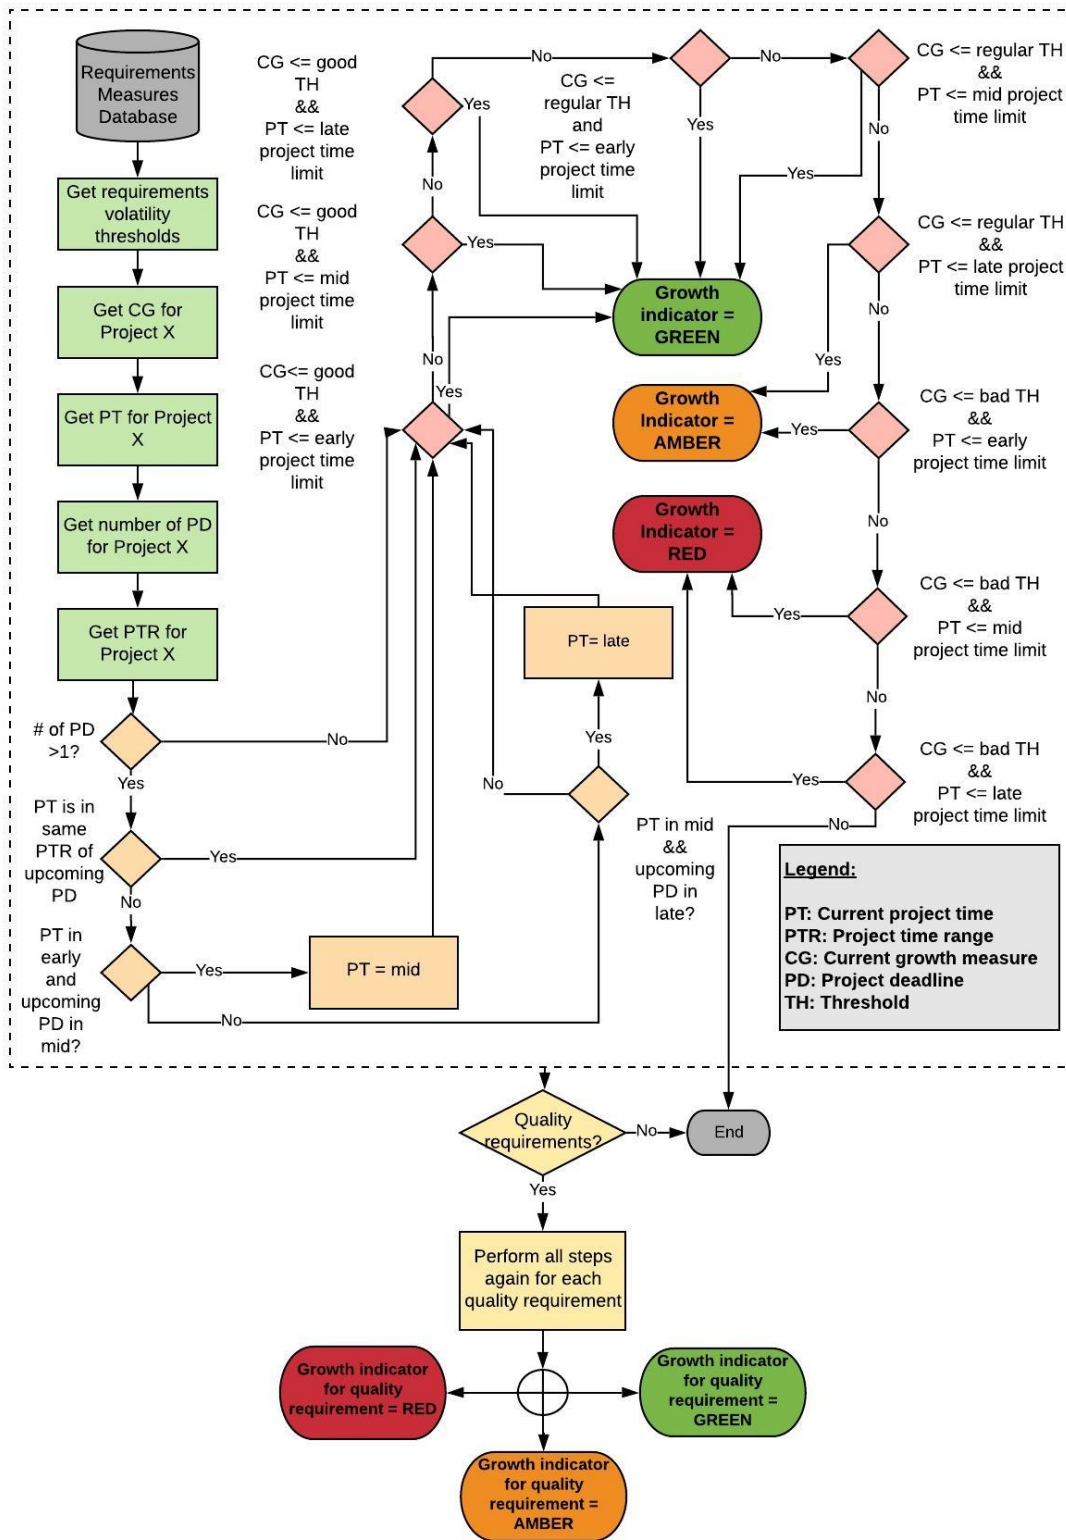 Requirements
Measures
Database
Get requirements
volatility
thresholds
Get CG for
Project X
Get PT for Project
X
Get number of PD
for Project X
Get PTR for
Project X
# of PD
>1?
No
Yes
PT is in
same
PTR of
upcoming
PD
Yes
No
PT in
early
and
upcoming
PD in
mid?
Yes
No
PT = mid
PT in mid
&&
upcoming
PD in
late?
No
Yes
PT= late
CG<= good
TH
&&
PT <= early
project time
limit
Yes
No
CG <= good
TH
&&
PT <= mid
project time
limit
Yes
No
CG <= good
TH
&&
PT <= late
project time
limit
Yes
No
CG <=
regular TH
and
PT <= early
project time
limit
Yes
No
CG <= regular TH
&&
PT <= mid project
time limit
Yes
No
CG <= regular TH
&&
PT <= late project
time limit
Yes
No
CG <= bad TH
&&
PT <= early
project time limit
Yes
No
CG <= bad TH
&&
PT <= mid
project time limit
Yes
No
CG <= bad TH
&&
PT <= late
project time limit
Yes
No
Growth
indicator =
GREEN
Growth
Indicator =
AMBER
Growth
Indicator =
RED
Legend:
PT: Current project time
PTR: Project time range
CG: Current growth measure
PD: Project deadline
TH: Threshold
Quality
requirements?
No
End
Yes
Perform all steps
again for each
quality requirement
Growth indicator
for quality
requirement = RED
Growth indicator
for quality
requirement =
GREEN
Growth indicator
for quality
requirement =
AMBER